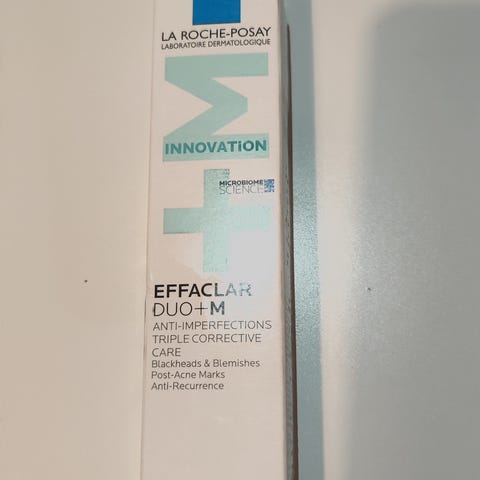 LA ROCHE-POSAY
LABORATOIRE DERMATOLOGIQUE
+M
INNOVATiON
MICROBIOME
SCIENCE
EFFACLAR
DUO+M
ANTI-IMPERFECTIONS
TRIPLE CORRECTIVE
CARE
Blackheads & Blemishes
Post-Acne Marks
Anti-Recurrence